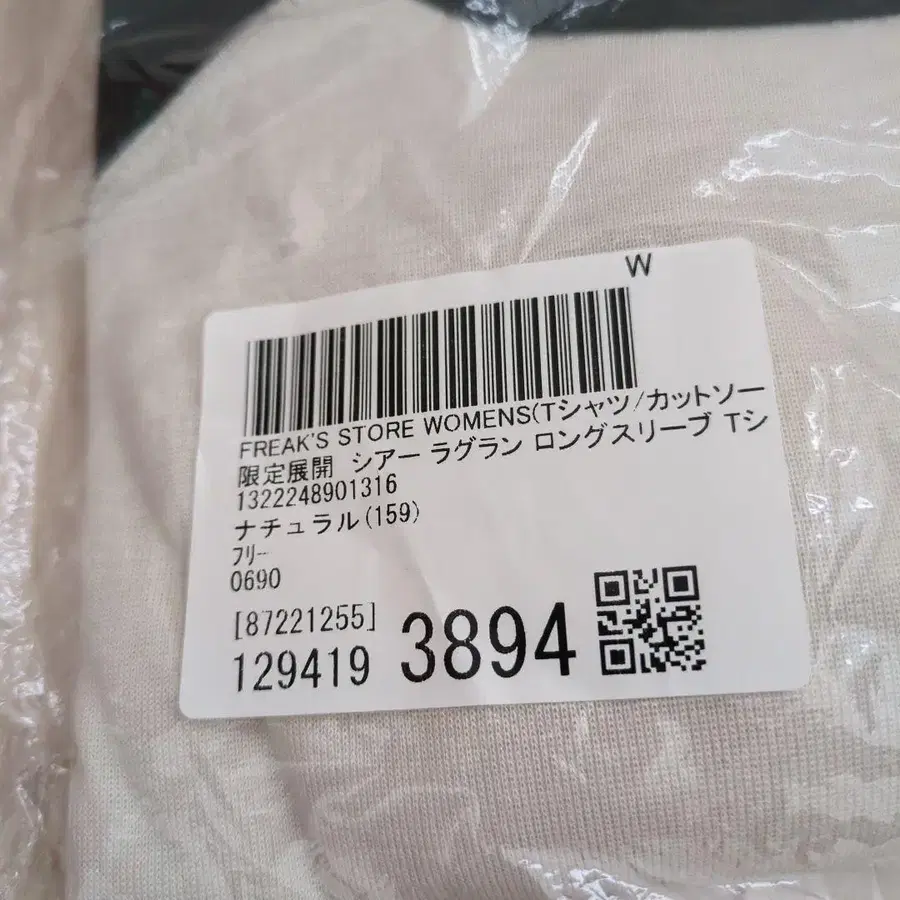 W
FREAK'S STORE WOMENS(Tシャツ/カットソー
限定展開 シアー ラグラン ロングスリーブ Tシ
1322248901316
ナチュラル(159)
フリー
0690
[87221255]
129419 3894